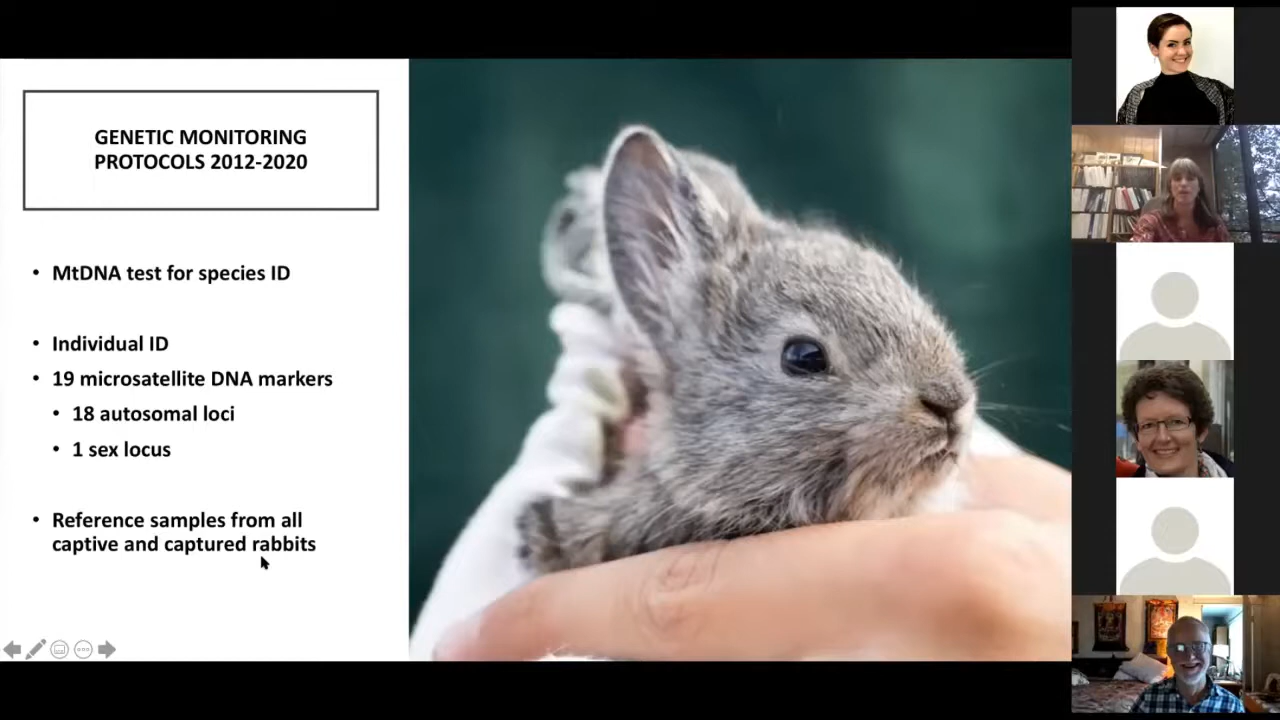 GENETIC MONITORING
PROTOCOLS 2012-2020
• MtDNA test for species ID
• Individual ID
• 19 microsatellite DNA markers
• 18 autosomal loci
• 1 sex locus
• Reference samples from all
captive and captured rabbits